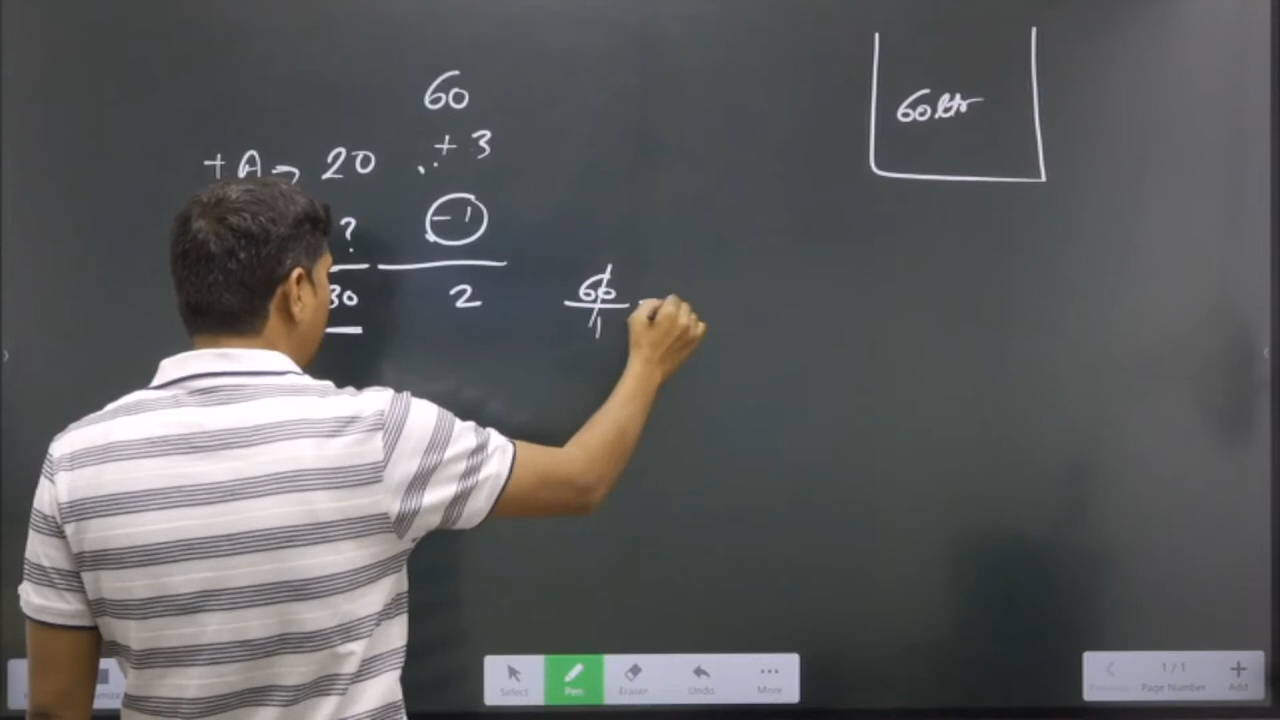 60
+ 3
+ A → 20
?
- 1
30
2
60
1
60 ltr
Select
Pen
Eraser
Undo
More
1/1
Page Number
Add